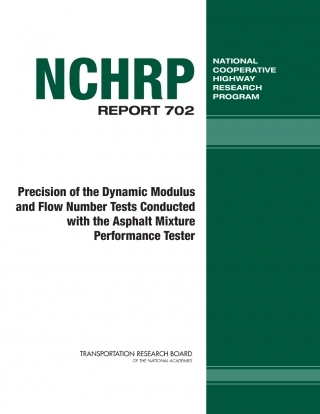 NCHRP
REPORT 702
NATIONAL
COOPERATIVE
HIGHWAY
RESEARCH
PROGRAM
Precision of the Dynamic Modulus
and Flow Number Tests Conducted
with the Asphalt Mixture
Performance Tester
TRANSPORTATION RESEARCH BOARD
OF THE NATIONAL ACADEMIES